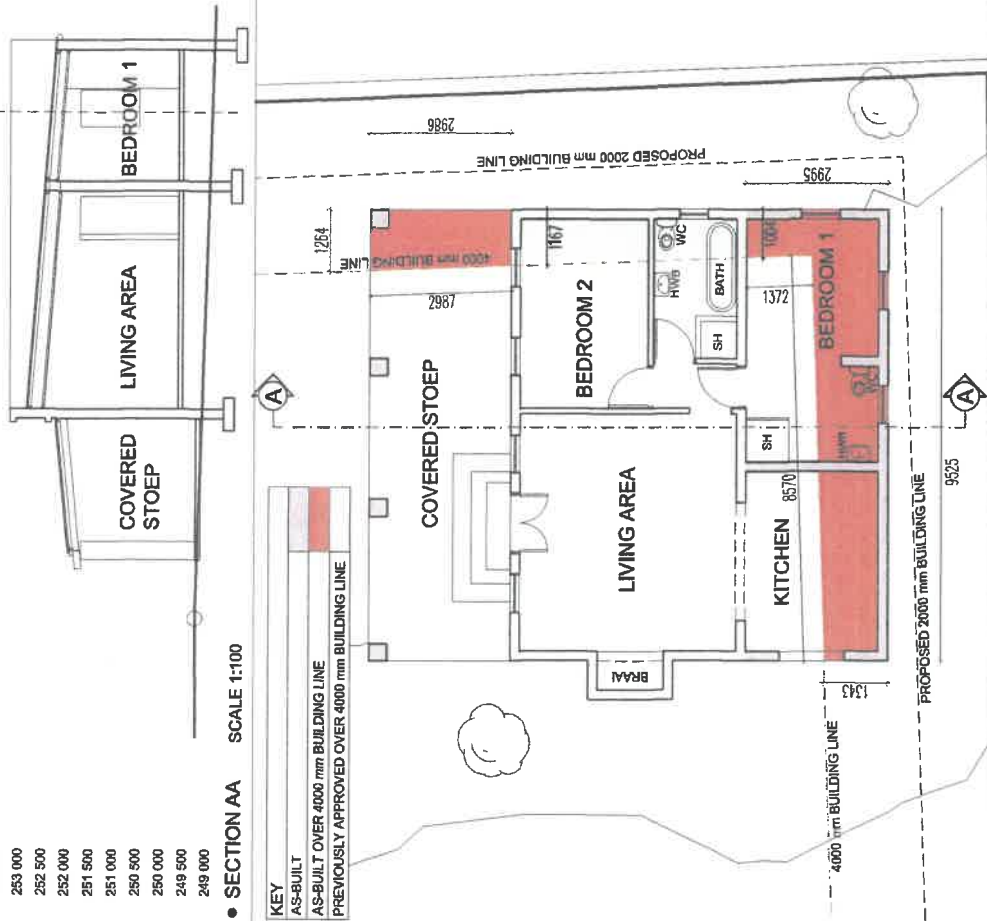 253 000
252 500
252 000
251 500
251 000
250 500
250 000
249 500
249 000
COVERED
STOEP
LIVING AREA
BEDROOM 1
• SECTION AA SCALE 1:100
KEY
AS-BUILT
AS-BUILT OVER 4000 mm BUILDING LINE
PREVIOUSLY APPROVED OVER 4000 mm BUILDING LINE
A
1264
2986
4000 mm BUILDING LINE
2987
COVERED STOEP
PROPOSED 2000 mm BUILDING LINE
1167
BEDROOM 2
WC
HWB
BATH
SH
LIVING AREA
BRAAI
2995
1004
1372
BEDROOM 1
SH
WC
HWB
8570
KITCHEN
1343
4000 mm BUILDING LINE
PROPOSED 2000 mm BUILDING LINE
9525
A